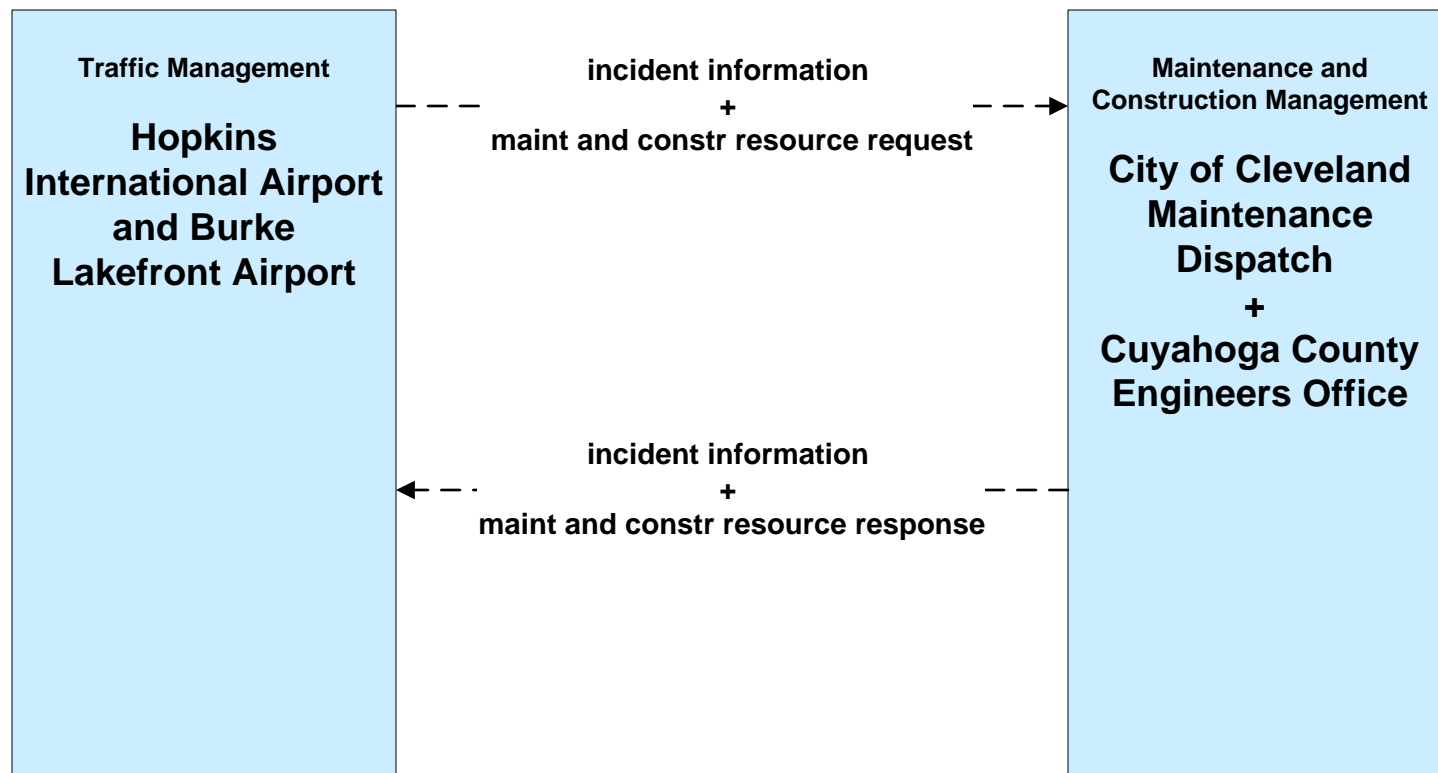 Traffic Management
Hopkins
International Airport
and Burke
Lakefront Airport
incident information
+
maint and constr resource request
incident information
+
maint and constr resource response
Maintenance and
Construction Management
City of Cleveland
Maintenance
Dispatch
+
Cuyahoga County
Engineers Office